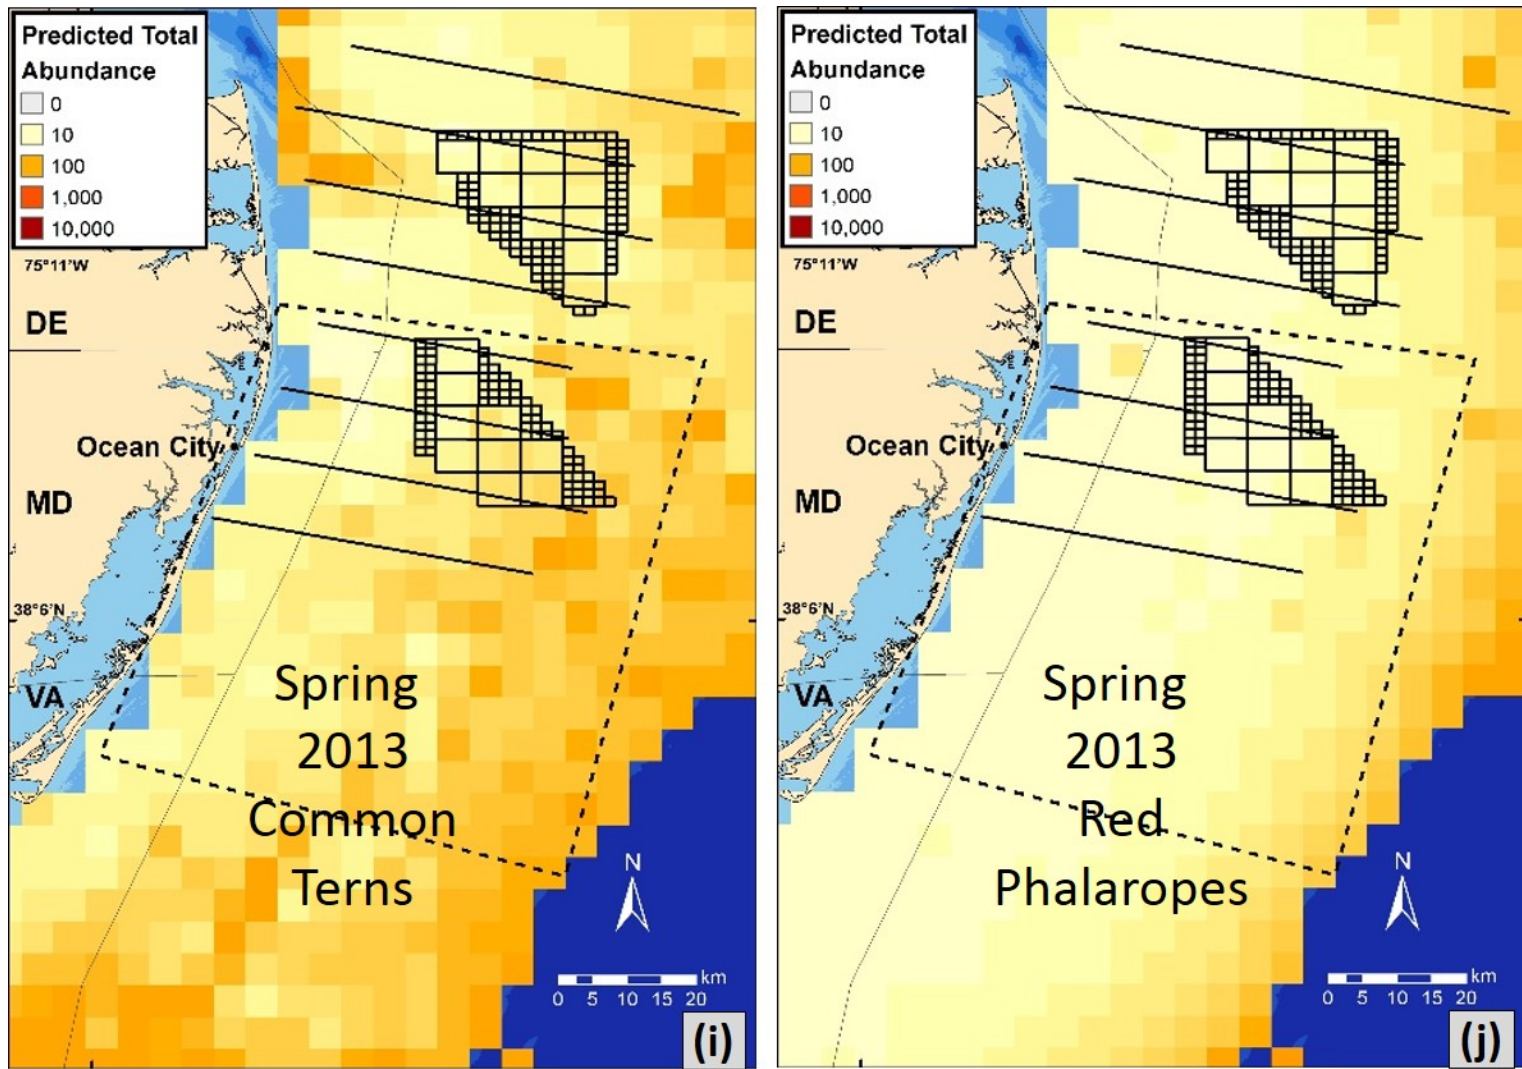 Predicted Total
Abundance
0
10
100
1,000
10,000
75°11'W
DE
Ocean City
MD
38°6'N
VA
Spring
2013
Common
Terns
N
km
0 5 10 15 20
(i)
Predicted Total
Abundance
0
10
100
1,000
10,000
75°11'W
DE
Ocean City
MD
38°6'N
VA
Spring
2013
Red
Phalaropes
N
km
0 5 10 15 20
(j)